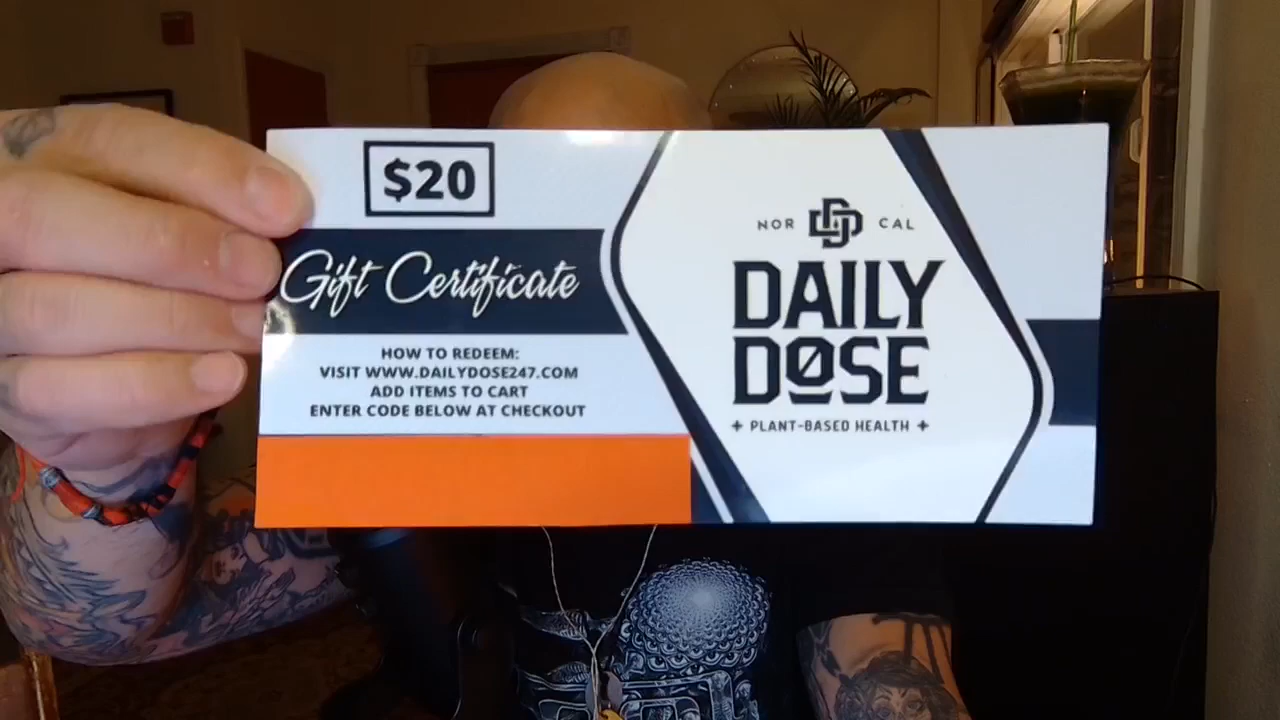 $20
Gift Certificate
HOW TO REDEEM:
VISIT WWW.DAILYDOSE247.COM
ADD ITEMS TO CART
ENTER CODE BELOW AT CHECKOUT
NOR DD CAL
DAILY
DØSE
+ PLANT-BASED HEALTH +